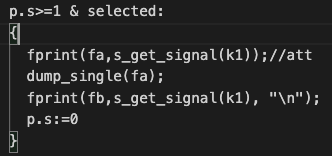 p.s>=1 & selected:
{
  fprint(fa,s_get_signal(k1));//att
  dump_single(fa);
  fprint(fb,s_get_signal(k1), "\n");
  p.s:=0
}